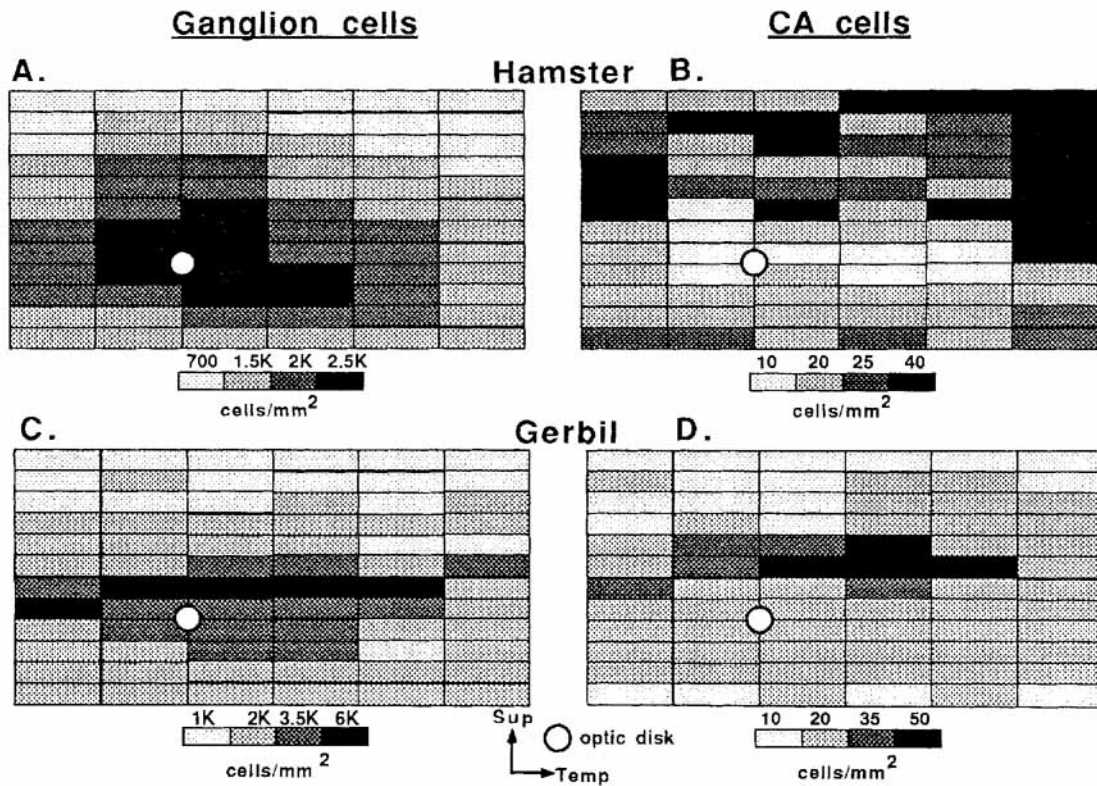 Ganglion cells CA cells
A. Hamster B.
700 1.5K 2K 2.5K
cells/mm²
10 20 25 40
cells/mm²
C. Gerbil D.
1K 2K 3.5K 6K
cells/mm²
Sup
optic disk
Temp
10 20 35 50
cells/mm²